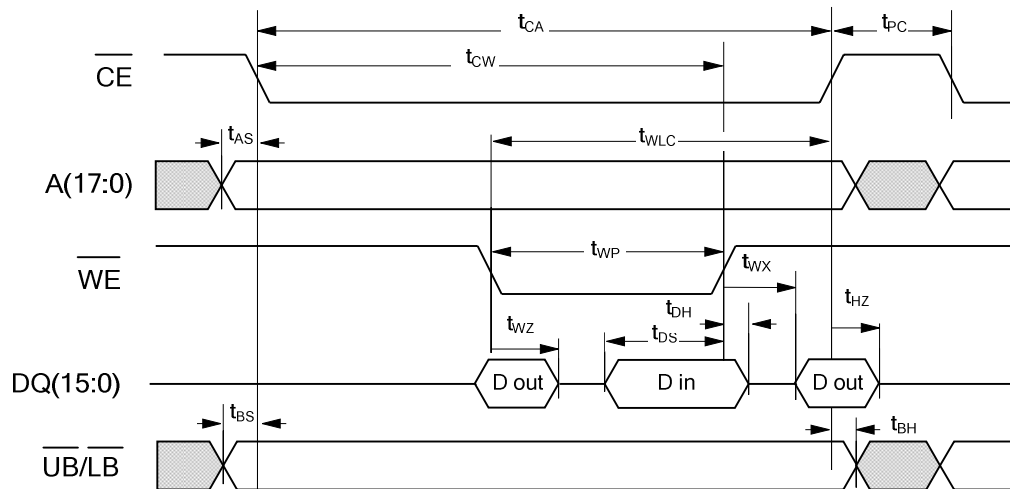 tCA
tPC
CE
tCW
tAS
tWLC
A(17:0)
WE
tWP
tWX
tDH
tHZ
tWZ
tDS
DQ(15:0)
D out
D in
D out
tBS
tBH
UB/LB